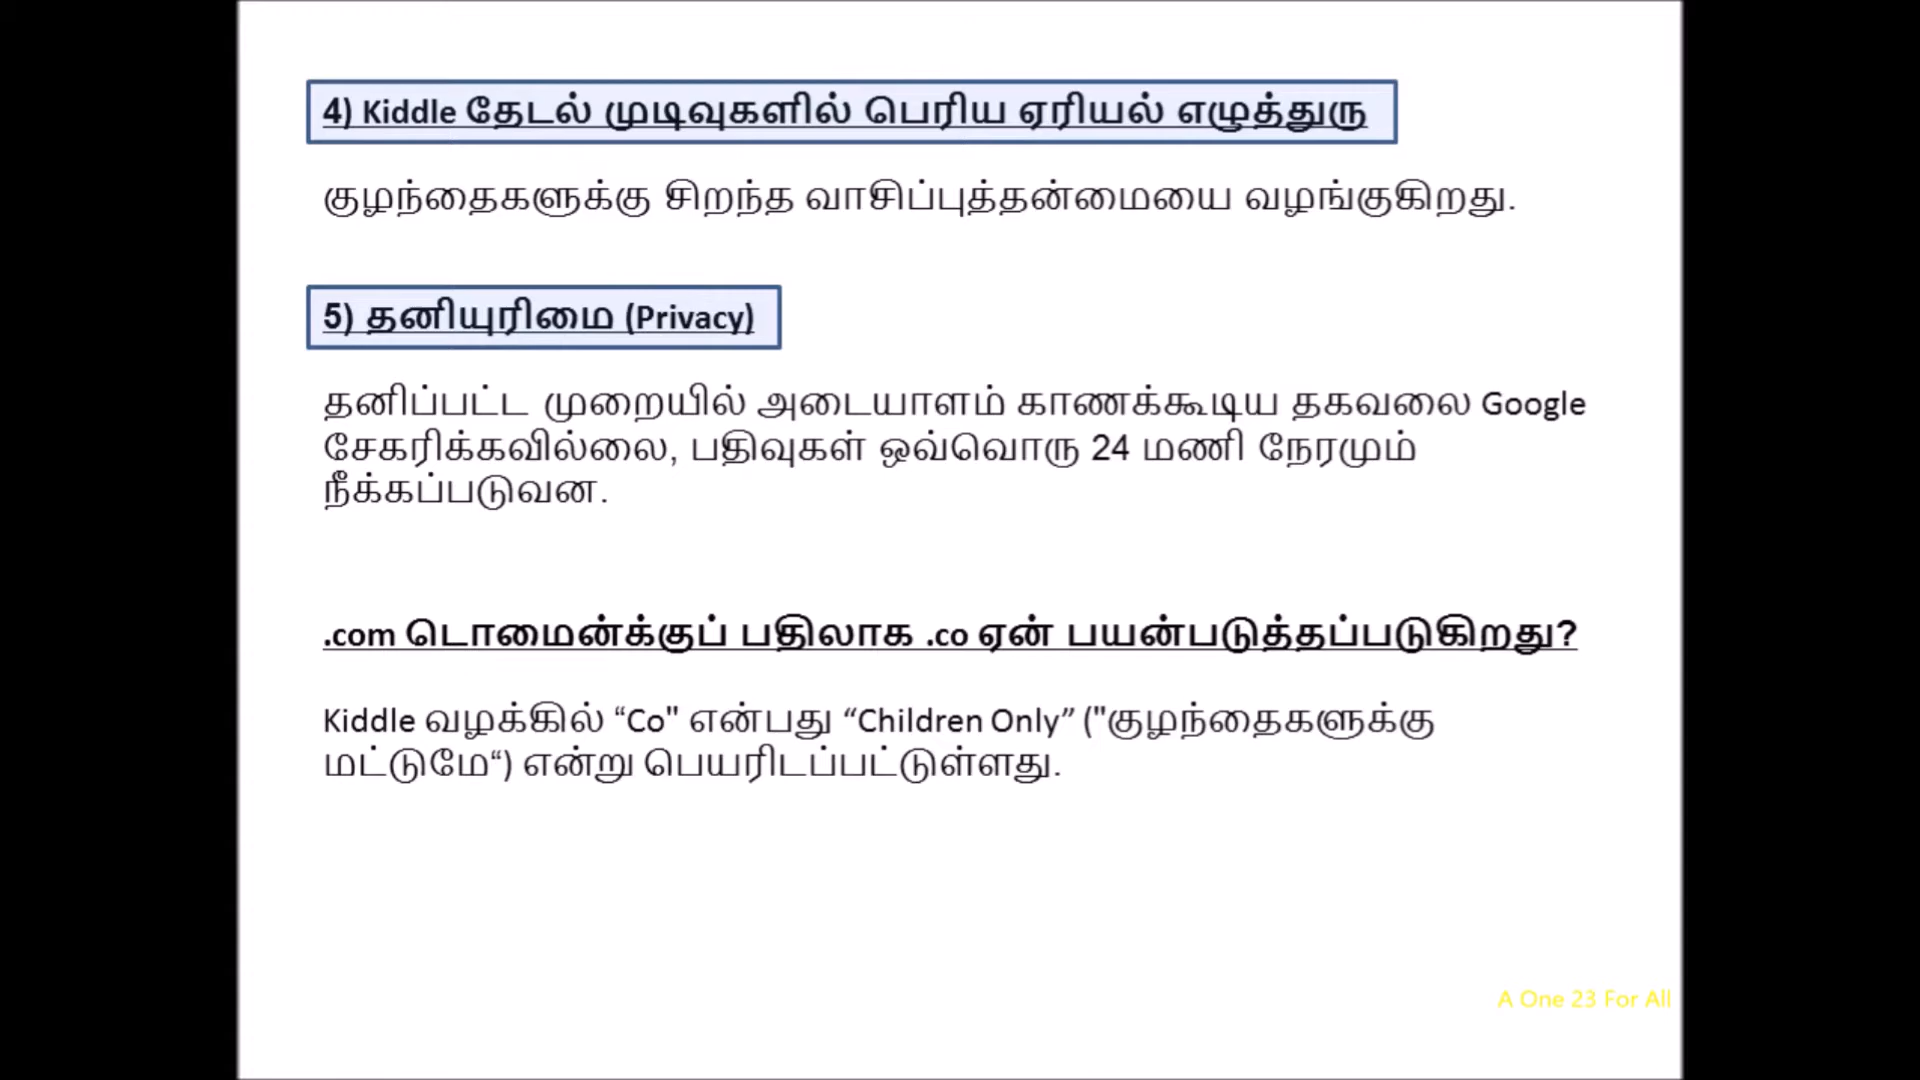 4) Kiddle தேடல் முடிவுகளில் பெரிய ஏரியல் எழுத்துரு
குழந்தைகளுக்கு சிறந்த வாசிப்புத்தன்மையை வழங்குகிறது.
5) தனியுரிமை (Privacy)
தனிப்பட்ட முறையில் அடையாளம் காணக்கூடிய தகவலை Google
சேகரிக்கவில்லை, பதிவுகள் ஒவ்வொரு 24 மணி நேரமும்
நீக்கப்படுவன.
.com டொமைன்க்குப் பதிலாக .co ஏன் பயன்படுத்தப்படுகிறது?
Kiddle வழக்கில் “Co" என்பது “Children Only” ("குழந்தைகளுக்கு
மட்டுமே“) என்று பெயரிடப்பட்டுள்ளது.
A One 23 For All